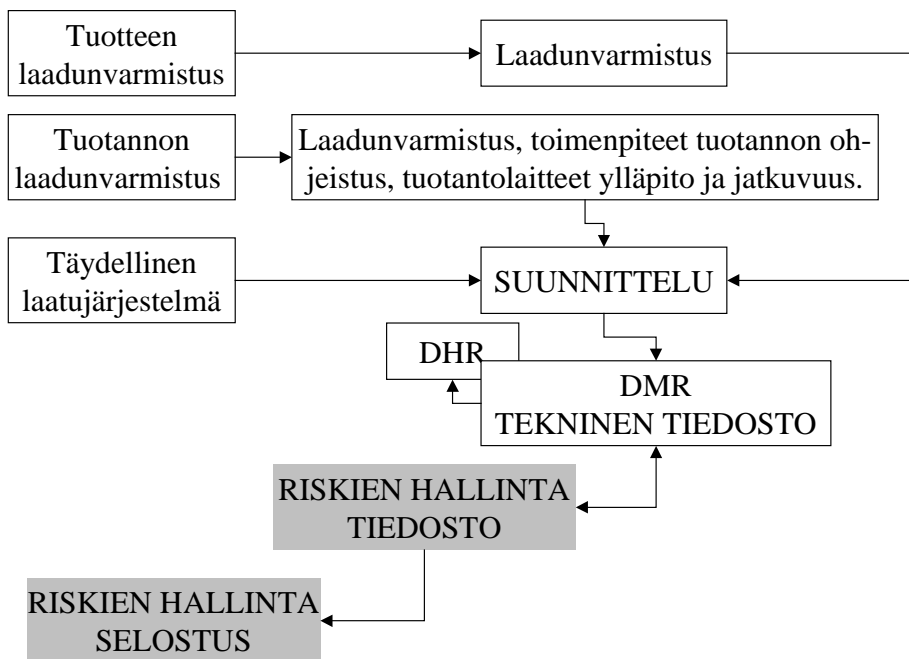 Tuotteen
laadunvarmistus
Laadunvarmistus
Tuotannon
laadunvarmistus
Laadunvarmistus, toimenpiteet tuotannon oh-
jeistus, tuotantolaitteet ylläpito ja jatkuvuus.
Täydellinen
laatujärjestelmä
SUUNNITTELU
DHR
DMR
TEKNINEN TIEDOSTO
RISKIEN HALLINTA
TIEDOSTO
RISKIEN HALLINTA
SELOSTUS